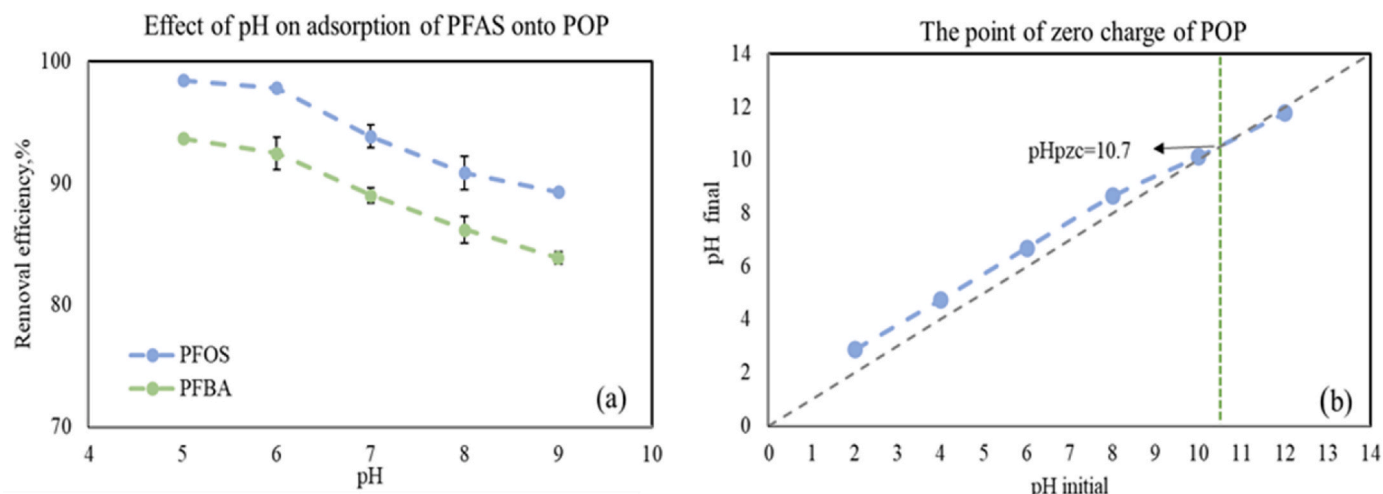 Effect of pH on adsorption of PFAS onto POP
100
90
80
70
4 5 6 7 8 9 10
Removal efficiency,%
pH
PFOS
PFBA
(a)
The point of zero charge of POP
14
12
10
8
6
4
2
0
0 1 2 3 4 5 6 7 8 9 10 11 12 13 14
pH final
pH initial
pHpzc=10.7
(b)